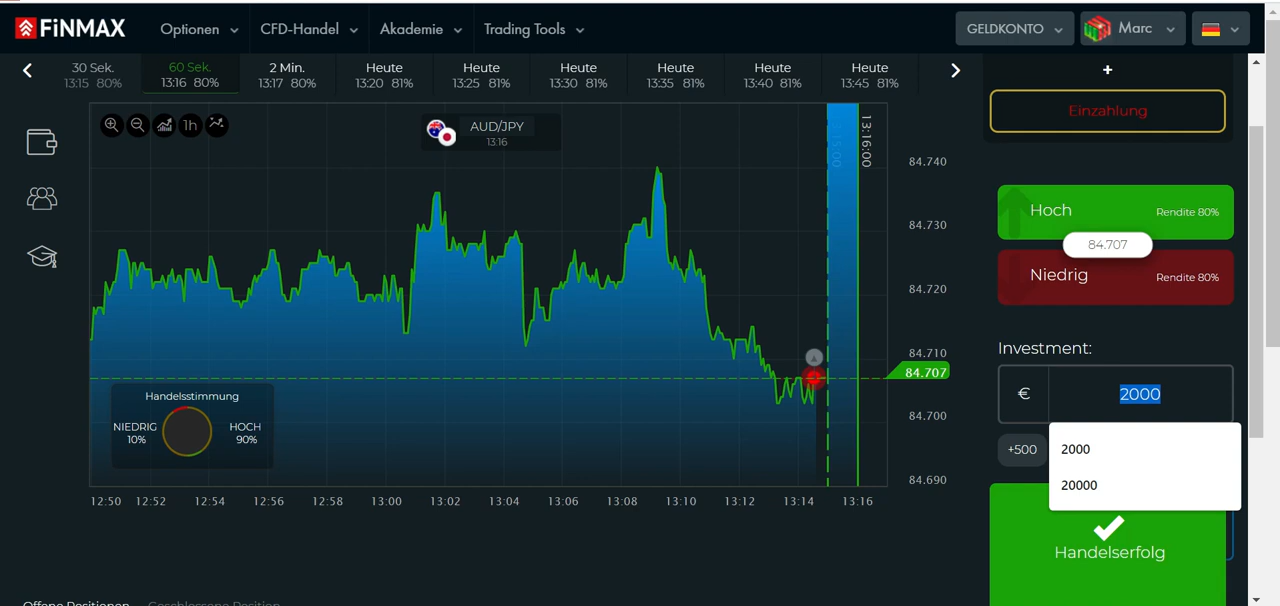 FiNMAX
Optionen
CFD-Handel
Akademie
Trading Tools
GELDKONTO
Marc
30 Sek.
13:15 80%
60 Sek.
13:16 80%
2 Min.
13:17 80%
Heute
13:20 81%
Heute
13:25 81%
Heute
13:30 81%
Heute
13:35 81%
Heute
13:40 81%
Heute
13:45 81%
+
Einzahlung
1h
AUD/JPY
13:16
13:16:00
84.740
84.730
84.720
84.710
84.707
84.700
84.690
Handelsstimmung
NIEDRIG
10%
HOCH
90%
12:50 12:52 12:54 12:56 12:58 13:00 13:02 13:04 13:06 13:08 13:10 13:12 13:14 13:16
Hoch
Rendite 80%
84.707
Niedrig
Rendite 80%
Investment:
€ 2000
+500
2000
20000
Handelserfolg
Offene Positionen
Geschlossene Position